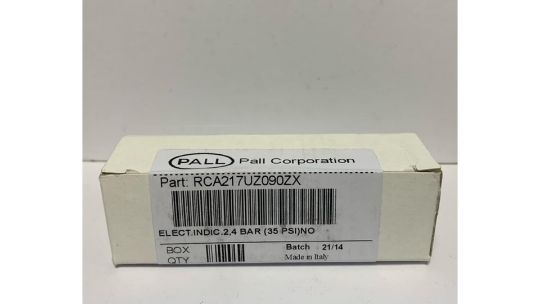 PALL Pall Corporation
Part: RCA217UZ090ZX
ELECT.INDIC.2,4 BAR (35 PSI)NO
BOX Batch 21/14
QTY Made in Italy